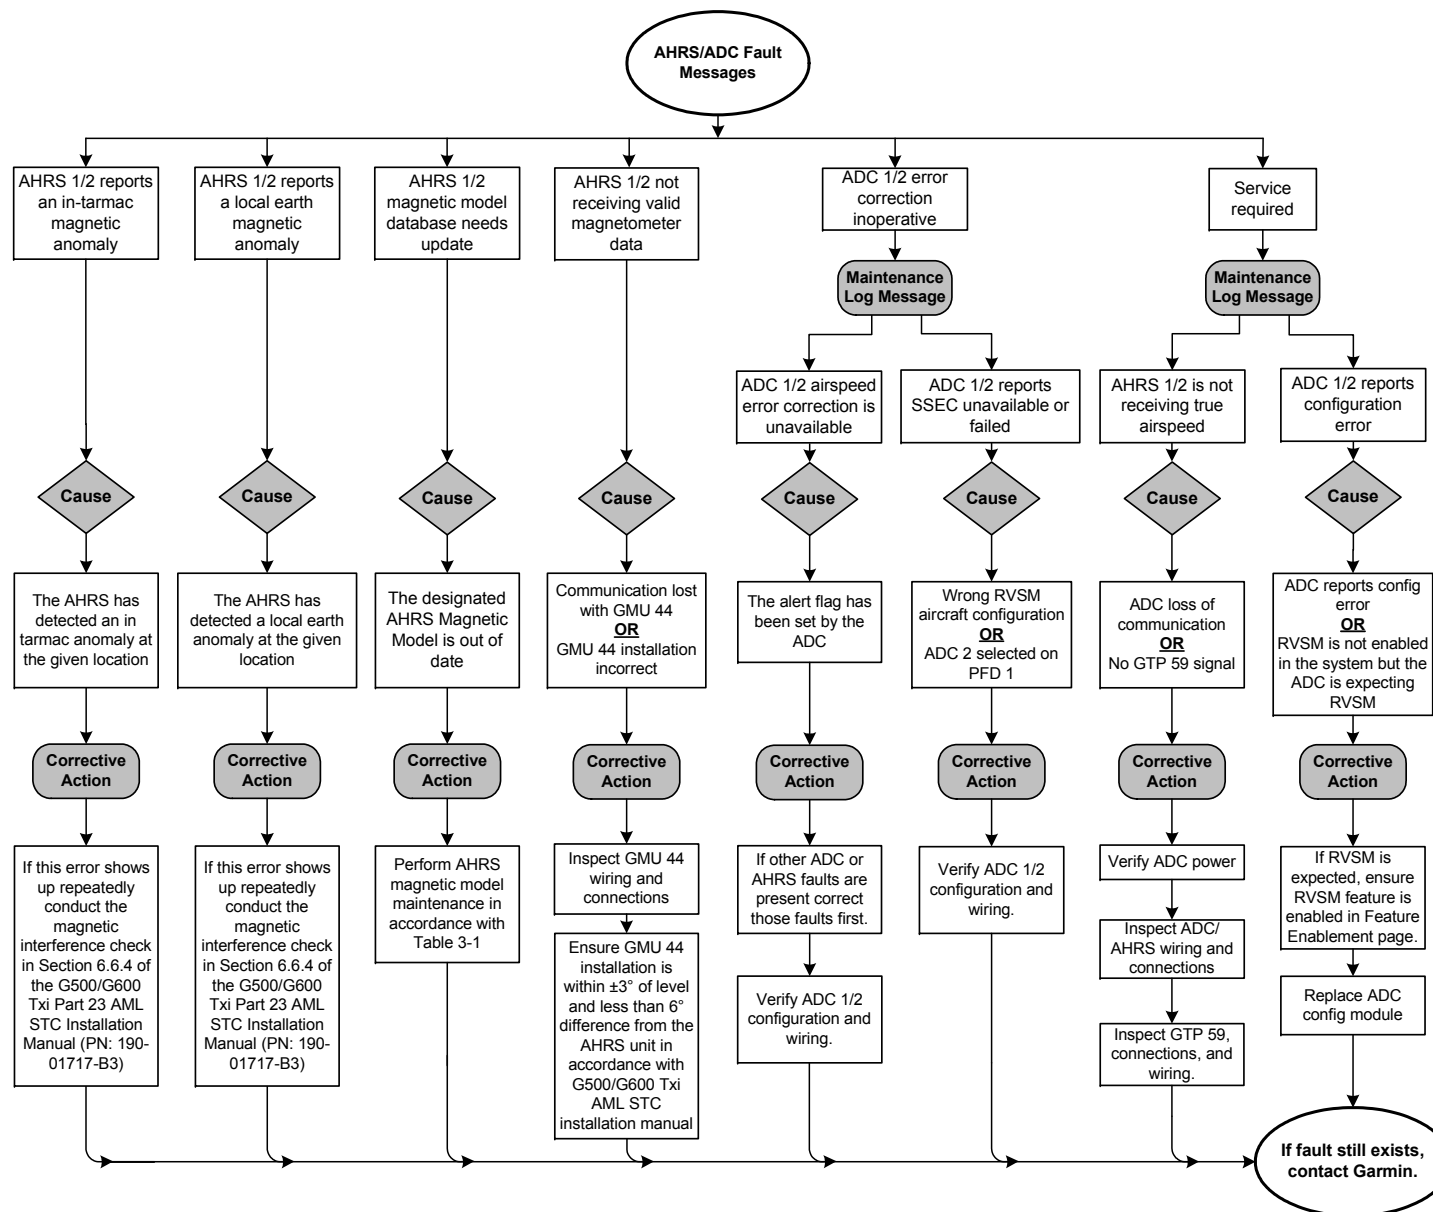 AHRS/ADC Fault
Messages
AHRS 1/2 reports
an in-tarmac
magnetic
anomaly
AHRS 1/2 reports
a local earth
magnetic
anomaly
AHRS 1/2
magnetic model
database needs
update
AHRS 1/2 not
receiving valid
magnetometer
data
ADC 1/2 error
correction
inoperative
Service
required
Maintenance
Log Message
Maintenance
Log Message
ADC 1/2 airspeed
error correction is
unavailable
ADC 1/2 reports
SSEC unavailable or
failed
AHRS 1/2 is not
receiving true
airspeed
ADC 1/2 reports
configuration
error
Cause
Cause
Cause
Cause
Cause
Cause
Cause
Cause
The AHRS has
detected an in
tarmac anomaly at
the given location
The AHRS has
detected a local earth
anomaly at the given
location
The designated
AHRS Magnetic
Model is out of
date
Communication lost
with GMU 44
OR
GMU 44 installation
incorrect
The alert flag has
been set by the
ADC
Wrong RVSM
aircraft configuration
OR
ADC 2 selected on
PFD 1
ADC loss of
communication
OR
No GTP 59 signal
ADC reports config
error
OR
RVSM is not enabled
in the system but the
ADC is expecting
RVSM
Corrective
Action
Corrective
Action
Corrective
Action
Corrective
Action
Corrective
Action
Corrective
Action
Corrective
Action
Corrective
Action
If this error shows
up repeatedly
conduct the
magnetic
interference check
in Section 6.6.4 of
the G500/G600
Txi Part 23 AML
STC Installation
Manual (PN: 190-
01717-B3)
If this error shows
up repeatedly
conduct the
magnetic
interference check
in Section 6.6.4 of
the G500/G600
Txi Part 23 AML
STC Installation
Manual (PN: 190-
01717-B3)
Perform AHRS
magnetic model
maintenance in
accordance with
Table 3-1
Inspect GMU 44
wiring and
connections
Ensure GMU 44
installation is
within ±3° of level
and less than 6°
difference from the
AHRS unit in
accordance with
G500/G600 Txi
AML STC
installation manual
If other ADC or
AHRS faults are
present correct
those faults first.
Verify ADC 1/2
configuration and
wiring.
Verify ADC 1/2
configuration and
wiring.
Verify ADC power
Inspect ADC/
AHRS wiring and
connections
Inspect GTP 59,
connections, and
wiring.
If RVSM is
expected, ensure
RVSM feature is
enabled in Feature
Enablement page.
Replace ADC
config module
If fault still exists,
contact Garmin.